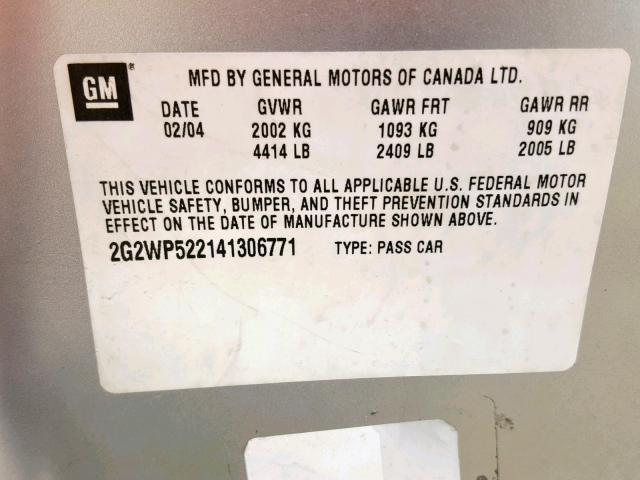 GM
MFD BY GENERAL MOTORS OF CANADA LTD.
DATE GVWR GAWR FRT GAWR RR
02/04 2002 KG 1093 KG 909 KG
4414 LB 2409 LB 2005 LB
THIS VEHICLE CONFORMS TO ALL APPLICABLE U.S. FEDERAL MOTOR
VEHICLE SAFETY, BUMPER, AND THEFT PREVENTION STANDARDS IN
EFFECT ON THE DATE OF MANUFACTURE SHOWN ABOVE.
2G2WP522141306771 TYPE: PASS CAR